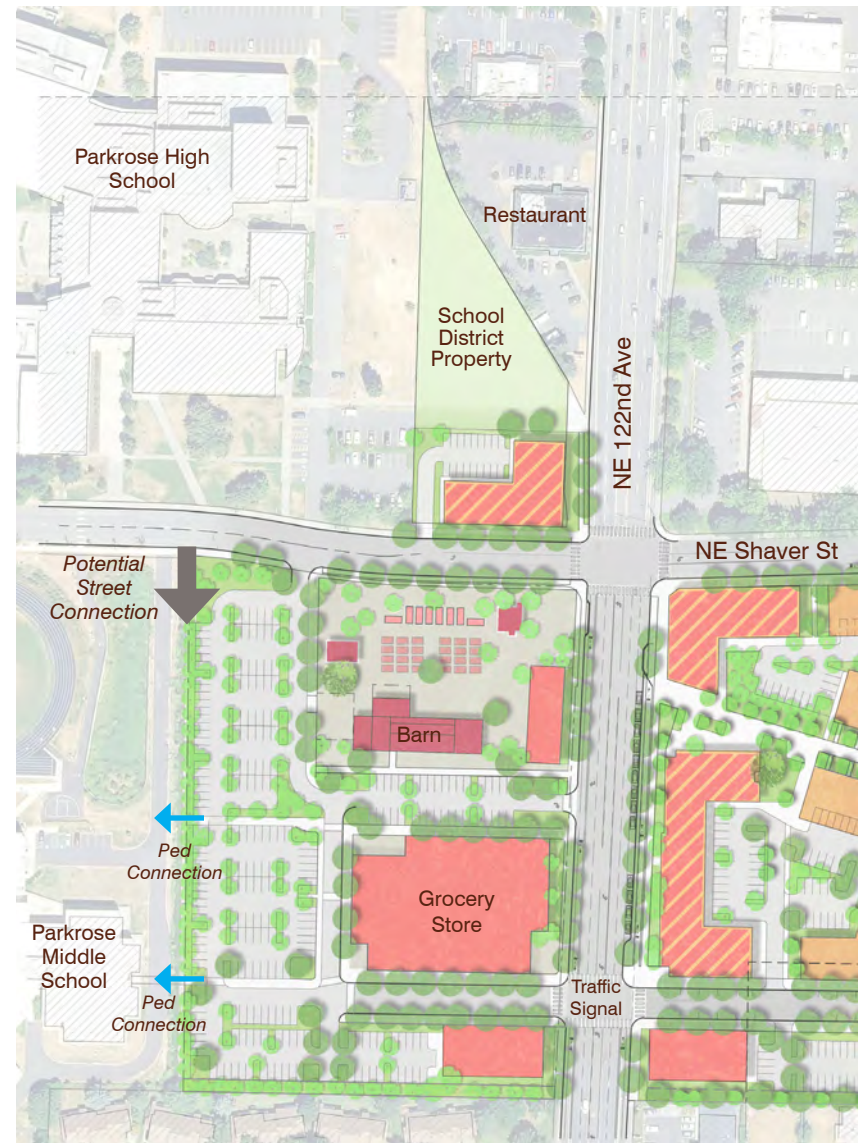 Parkrose High
School
Restaurant
School
District
Property
NE 122nd Ave
NE Shaver St
Potential
Street
Connection
Barn
Ped
Connection
Grocery
Store
Parkrose
Middle
School
Traffic
Signal
Ped
Connection